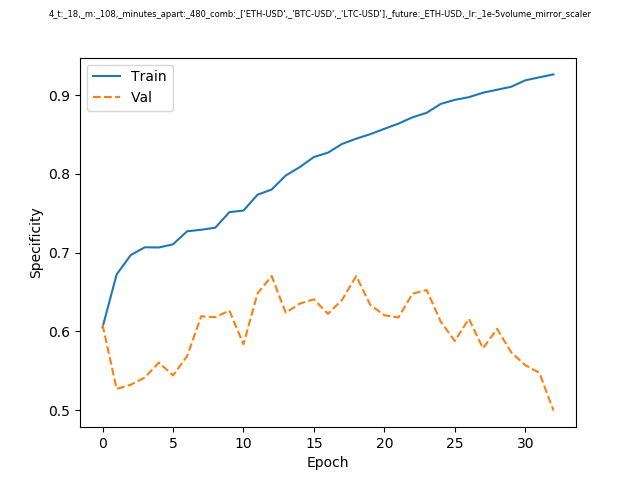 4_t:_18,_m:_108,_minutes_apart:_480_comb:_['ETH-USD',_'BTC-USD',_'LTC-USD'],_future:_ETH-USD,_lr:_1e-5volume_mirror_scaler
Train
Val
0.9
0.8
0.7
0.6
0.5
Specificity
0 5 10 15 20 25 30
Epoch